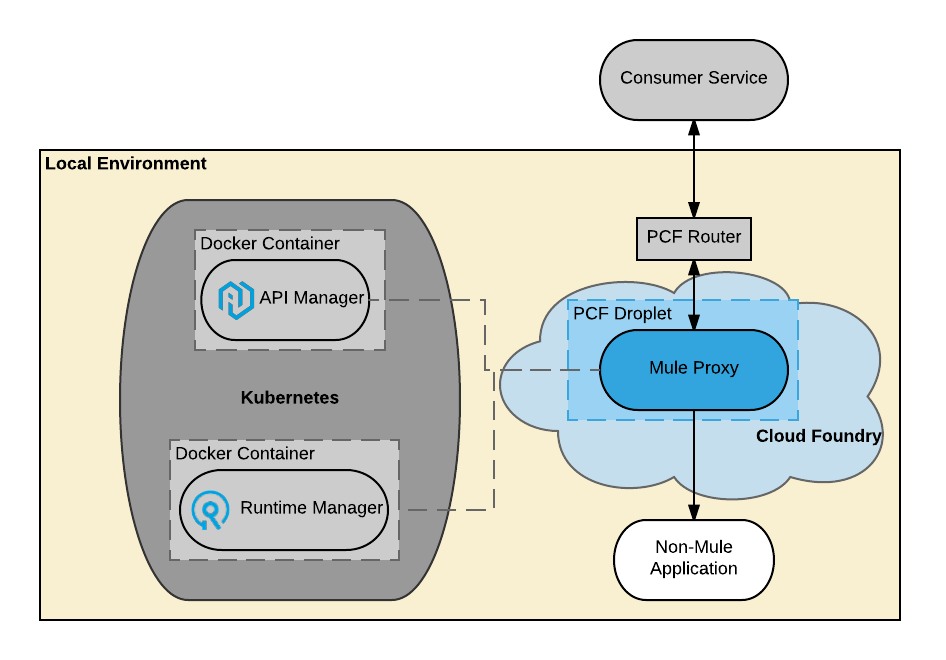 Consumer Service
Local Environment
PCF Router
Docker Container
API Manager
PCF Droplet
Mule Proxy
Kubernetes
Cloud Foundry
Docker Container
Runtime Manager
Non-Mule
Application